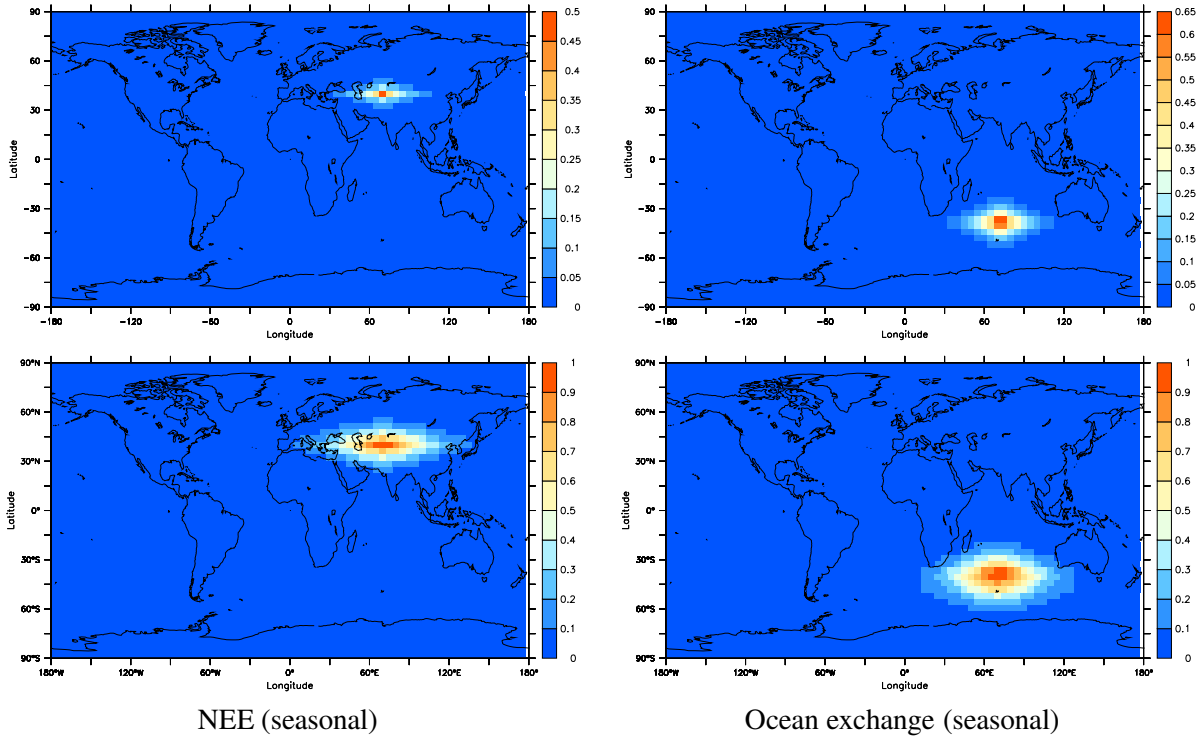 90
60
30
0
−30
−60
−90
Latitude
−180
−120
−60
0
60
120
180
Longitude
0.5
0.45
0.4
0.35
0.3
0.25
0.2
0.15
0.1
0.05
0
90
60
30
0
−30
−60
−90
Latitude
−180
−120
−60
0
60
120
180
Longitude
0.65
0.6
0.55
0.5
0.45
0.4
0.35
0.3
0.25
0.2
0.15
0.1
0.05
0
90°N
60°N
30°N
0°
30°S
60°S
90°S
Latitude
180°W
120°W
60°W
0°
60°E
120°E
180°
Longitude
1
0.9
0.8
0.7
0.6
0.5
0.4
0.3
0.2
0.1
0
90°N
60°N
30°N
0°
30°S
60°S
90°S
Latitude
180°W
120°W
60°W
0°
60°E
120°E
180°
Longitude
1
0.9
0.8
0.7
0.6
0.5
0.4
0.3
0.2
0.1
0
NEE (seasonal)
Ocean exchange (seasonal)